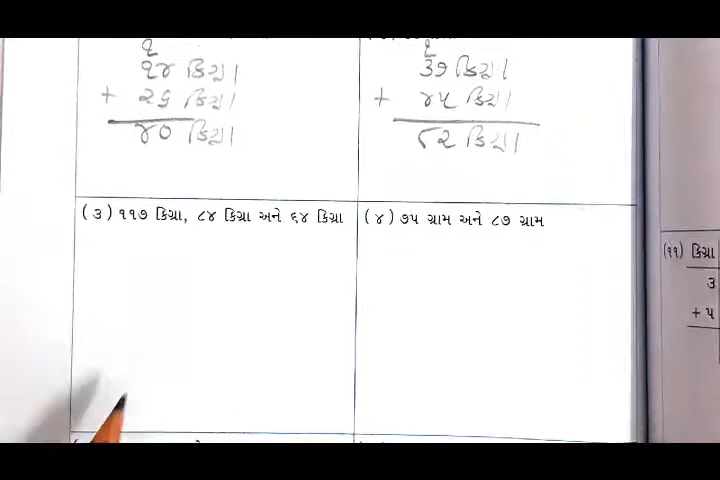 ૧
૧૪ કિગ્રા
+ ૨૬ કિગ્રા
૪૦ કિગ્રા
૧
૩૭ કિગ્રા
+ ૪૫ કિગ્રા
૮૨ કિગ્રા
(૩) ૧૧૭ કિગ્રા, ૮૪ કિગ્રા અને ૬૪ કિગ્રા
(૪) ૭૫ ગ્રામ અને ૮૭ ગ્રામ
(૧૧) કિગ્રા
૩
+ ૫